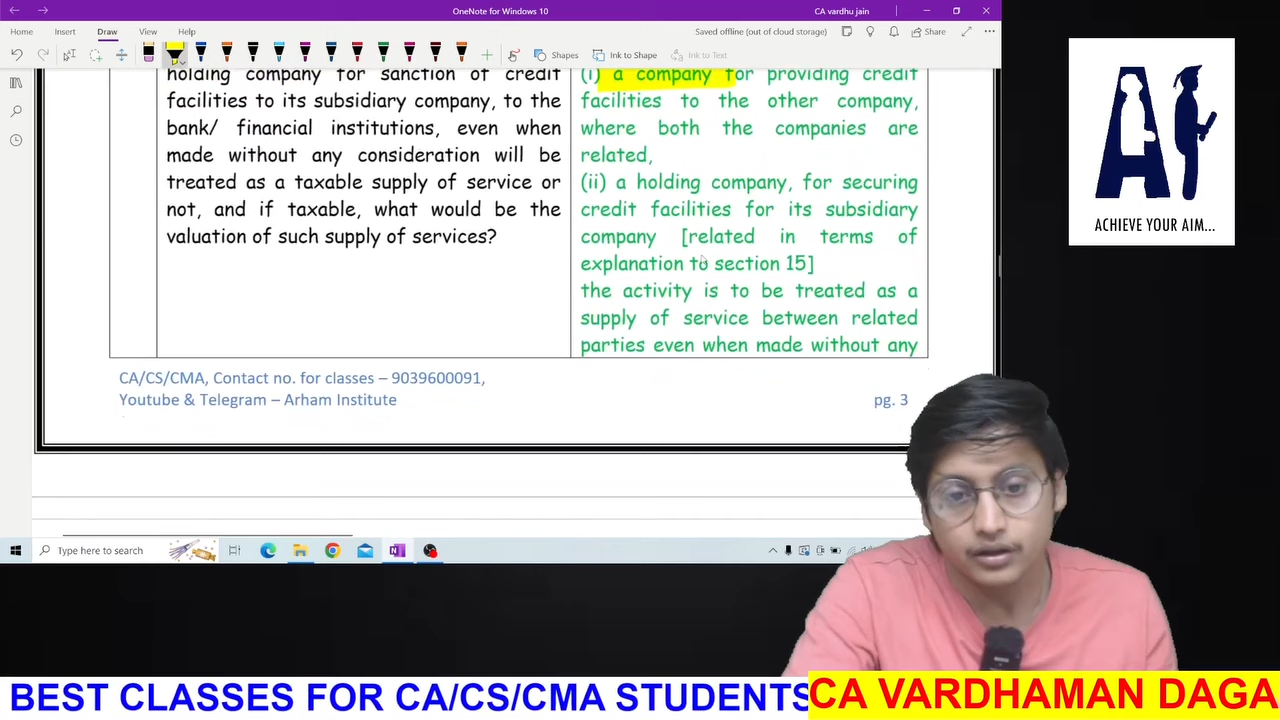 OneNote for Windows 10
CA vardhu jain
Home
Insert
Draw
View
Help
Saved offline (out of cloud storage)
Share
Shapes
Ink to Shape
Ink to Text
holding company for sanction of credit
facilities to its subsidiary company, to the
bank/ financial institutions, even when
made without any consideration will be
treated as a taxable supply of service or
not, and if taxable, what would be the
valuation of such supply of services?
(i) a company for providing credit
facilities to the other company,
where both the companies are
related,
(ii) a holding company, for securing
credit facilities for its subsidiary
company [related in terms of
explanation to section 15]
the activity is to be treated as a
supply of service between related
parties even when made without any
CA/CS/CMA, Contact no. for classes – 9039600091,
Youtube & Telegram – Arham Institute
pg. 3
Type here to search
ACHIEVE YOUR AIM...
BEST CLASSES FOR CA/CS/CMA STUDENTS
CA VARDHAMAN DAGA